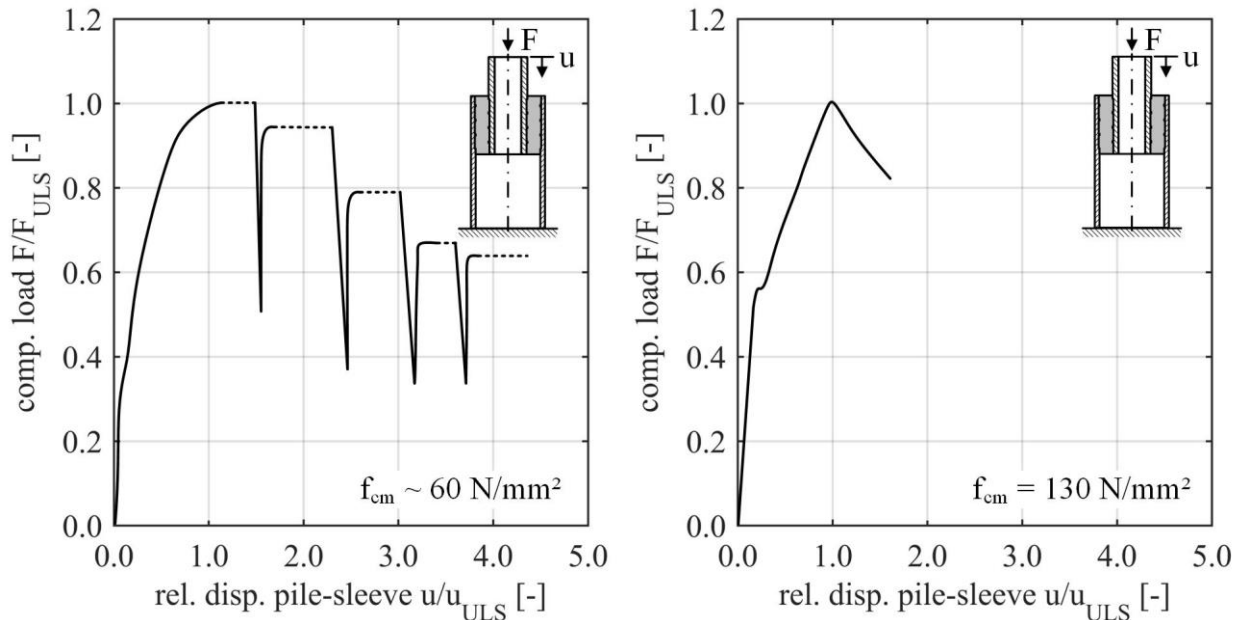 1.2
1.0
0.8
0.6
0.4
0.2
0.0
comp. load F/F_ULS [-]
F
u
f_cm ~ 60 N/mm²
0.0 1.0 2.0 3.0 4.0 5.0
rel. disp. pile-sleeve u/u_ULS [-]
1.2
1.0
0.8
0.6
0.4
0.2
0.0
comp. load F/F_ULS [-]
F
u
f_cm = 130 N/mm²
0.0 1.0 2.0 3.0 4.0 5.0
rel. disp. pile-sleeve u/u_ULS [-]